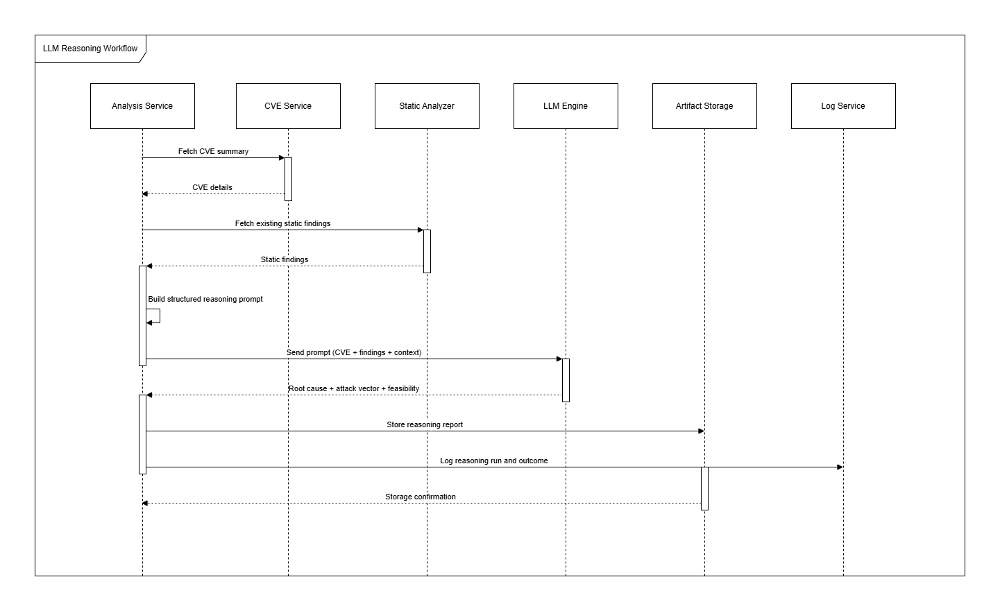 LLM Reasoning Workflow
Analysis Service
CVE Service
Static Analyzer
LLM Engine
Artifact Storage
Log Service
Fetch CVE summary
CVE details
Fetch existing static findings
Static findings
Build structured reasoning prompt
Send prompt (CVE + findings + context)
Root cause + attack vector + feasibility
Store reasoning report
Log reasoning run and outcome
Storage confirmation